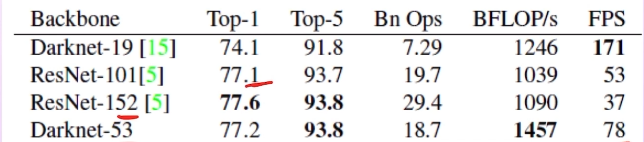 Backbone Top-1 Top-5 Bn Ops BFLOP/s FPS
Darknet-19 [15] 74.1 91.8 7.29 1246 171
ResNet-101[5] 77.1 93.7 19.7 1039 53
ResNet-152 [5] 77.6 93.8 29.4 1090 37
Darknet-53 77.2 93.8 18.7 1457 78